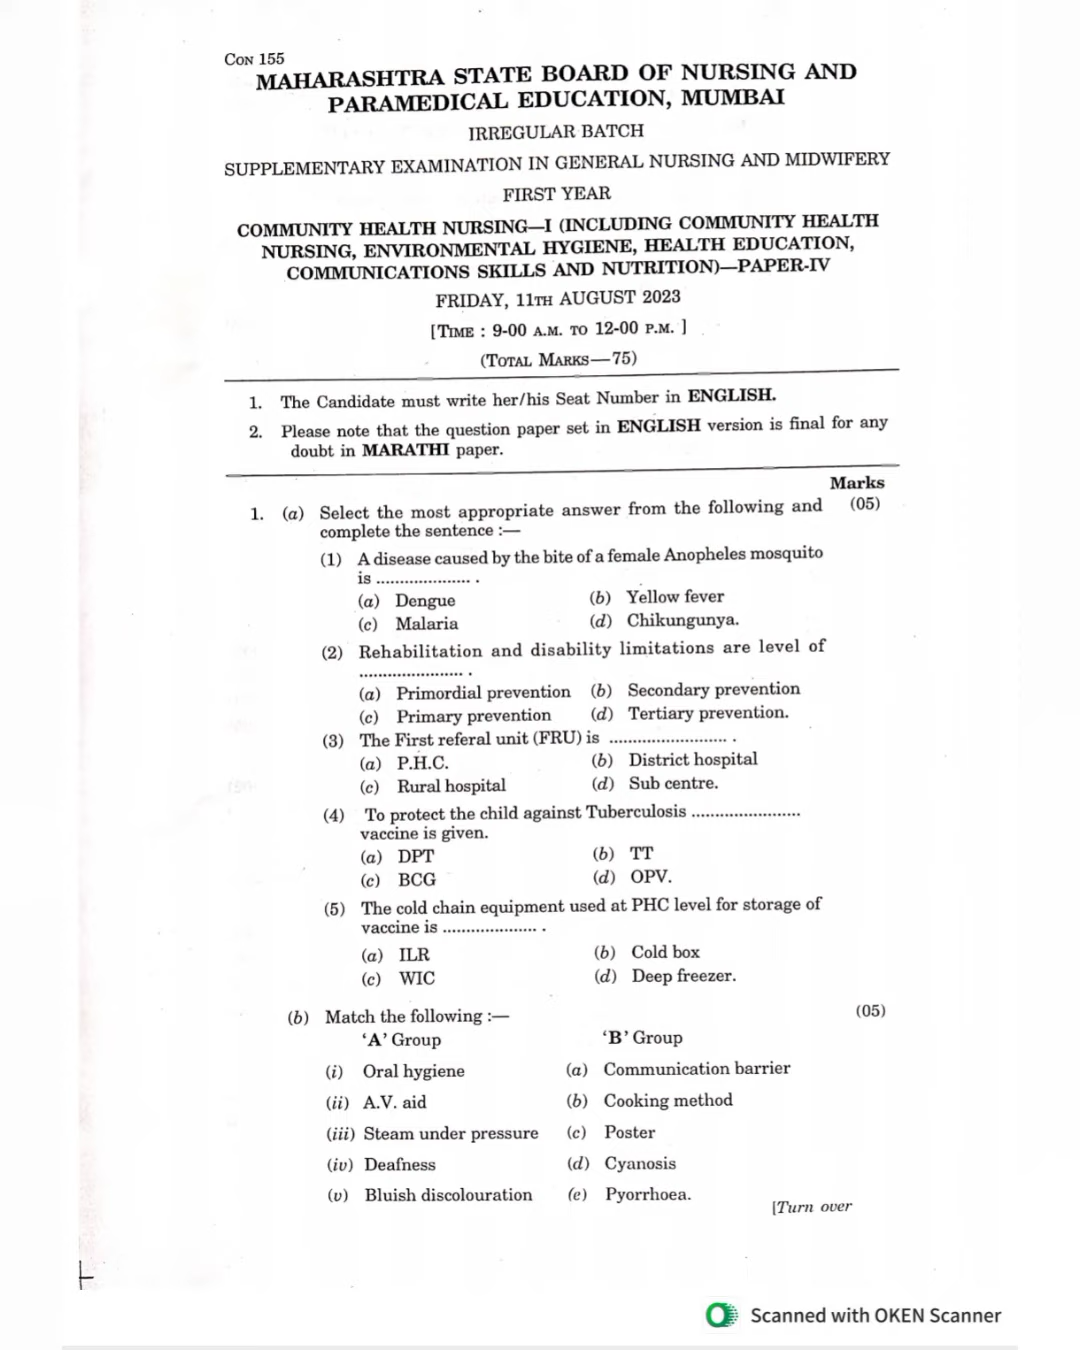 CON 155
MAHARASHTRA STATE BOARD OF NURSING AND
PARAMEDICAL EDUCATION, MUMBAI
IRREGULAR BATCH
SUPPLEMENTARY EXAMINATION IN GENERAL NURSING AND MIDWIFERY
FIRST YEAR
COMMUNITY HEALTH NURSING—I (INCLUDING COMMUNITY HEALTH
NURSING, ENVIRONMENTAL HYGIENE, HEALTH EDUCATION,
COMMUNICATIONS SKILLS AND NUTRITION)—PAPER-IV
FRIDAY, 11TH AUGUST 2023
[TIME : 9-00 A.M. TO 12-00 P.M. ]
(TOTAL MARKS—75)
1. The Candidate must write her/his Seat Number in ENGLISH.
2. Please note that the question paper set in ENGLISH version is final for any
doubt in MARATHI paper.
Marks
1. (a) Select the most appropriate answer from the following and (05)
complete the sentence :—
(1) A disease caused by the bite of a female Anopheles mosquito
is ..................... .
(a) Dengue (b) Yellow fever
(c) Malaria (d) Chikungunya.
(2) Rehabilitation and disability limitations are level of
....................... .
(a) Primordial prevention (b) Secondary prevention
(c) Primary prevention (d) Tertiary prevention.
(3) The First referal unit (FRU) is .......................... .
(a) P.H.C. (b) District hospital
(c) Rural hospital (d) Sub centre.
(4) To protect the child against Tuberculosis ........................
vaccine is given.
(a) DPT (b) TT
(c) BCG (d) OPV.
(5) The cold chain equipment used at PHC level for storage of
vaccine is ..................... .
(a) ILR (b) Cold box
(c) WIC (d) Deep freezer.
(b) Match the following :— (05)
'A' Group 'B' Group
(i) Oral hygiene (a) Communication barrier
(ii) A.V. aid (b) Cooking method
(iii) Steam under pressure (c) Poster
(iv) Deafness (d) Cyanosis
(v) Bluish discolouration (e) Pyorrhoea.
[Turn over
Scanned with OKEN Scanner